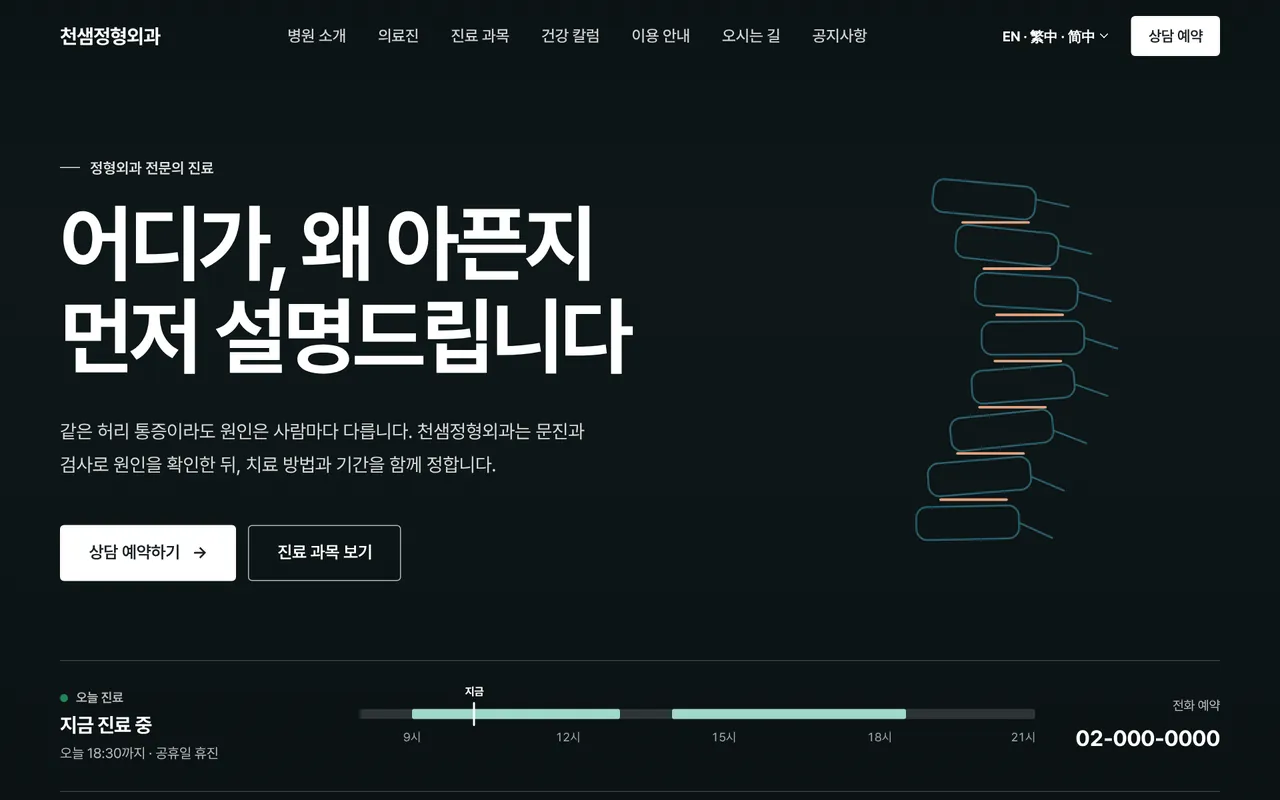 천샘정형외과
병원 소개
의료진
진료 과목
건강 칼럼
이용 안내
오시는 길
공지사항
EN · 繁中 · 简中
상담 예약
정형외과 전문의 진료
어디가, 왜 아픈지
먼저 설명드립니다
같은 허리 통증이라도 원인은 사람마다 다릅니다. 천샘정형외과는 문진과
검사로 원인을 확인한 뒤, 치료 방법과 기간을 함께 정합니다.
상담 예약하기 →
진료 과목 보기
오늘 진료
지금 진료 중
오늘 18:30까지 · 공휴일 휴진
지금
9시
12시
15시
18시
21시
전화 예약
02-000-0000